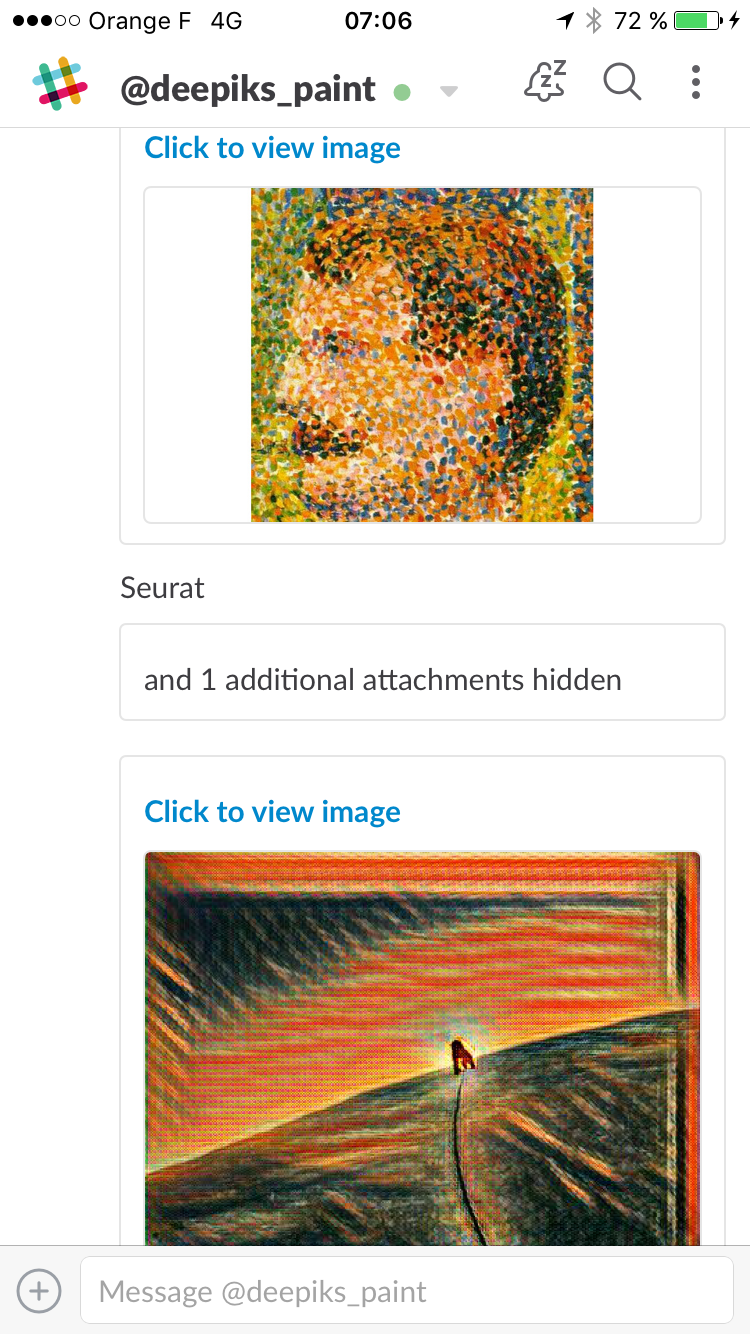 Orange F 4G 07:06 72 %
@deepiks_paint
Click to view image
Seurat
and 1 additional attachments hidden
Click to view image
Message @deepiks_paint